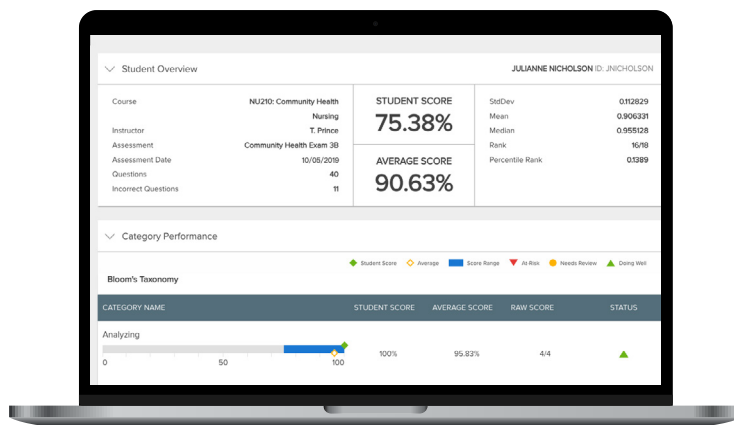 Student Overview
JULIANNE NICHOLSON ID: JNICHOLSON
Course NU210: Community Health
Nursing
Instructor T. Prince
Assessment Community Health Exam 3B
Assessment Date 10/05/2019
Questions 40
Incorrect Questions 11
STUDENT SCORE
75.38%
AVERAGE SCORE
90.63%
StdDev 0.112829
Mean 0.906331
Median 0.955128
Rank 16/18
Percentile Rank 0.1389
Category Performance
Student Score Average Score Range At Risk Needs Review Doing Well
Bloom's Taxonomy
CATEGORY NAME STUDENT SCORE AVERAGE SCORE RAW SCORE STATUS
Analyzing
0 50 100 100% 95.83% 4/4